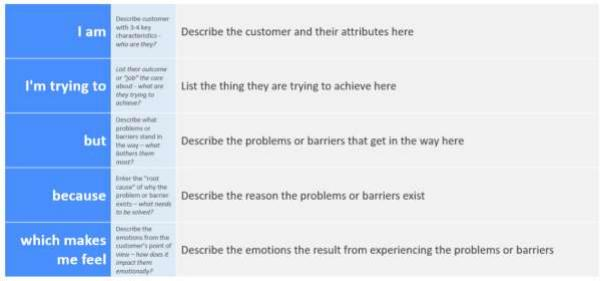 I am
Describe customer
with 3-4 key
characteristics -
who are they?
Describe the customer and their attributes here
I'm trying to
List their outcome
or "job" the care
about - what are
they trying to
achieve?
List the thing they are trying to achieve here
but
Describe what
problems or
barriers stand in
the way – what
bothers them
most?
Describe the problems or barriers that get in the way here
because
Enter the "root
cause" of why the
problem or barrier
exists – what needs
to be solved?
Describe the reason the problems or barriers exist
which makes
me feel
Describe the
emotions from the
customer's point of
view – how does it
impact them
emotionally?
Describe the emotions the result from experiencing the problems or barriers